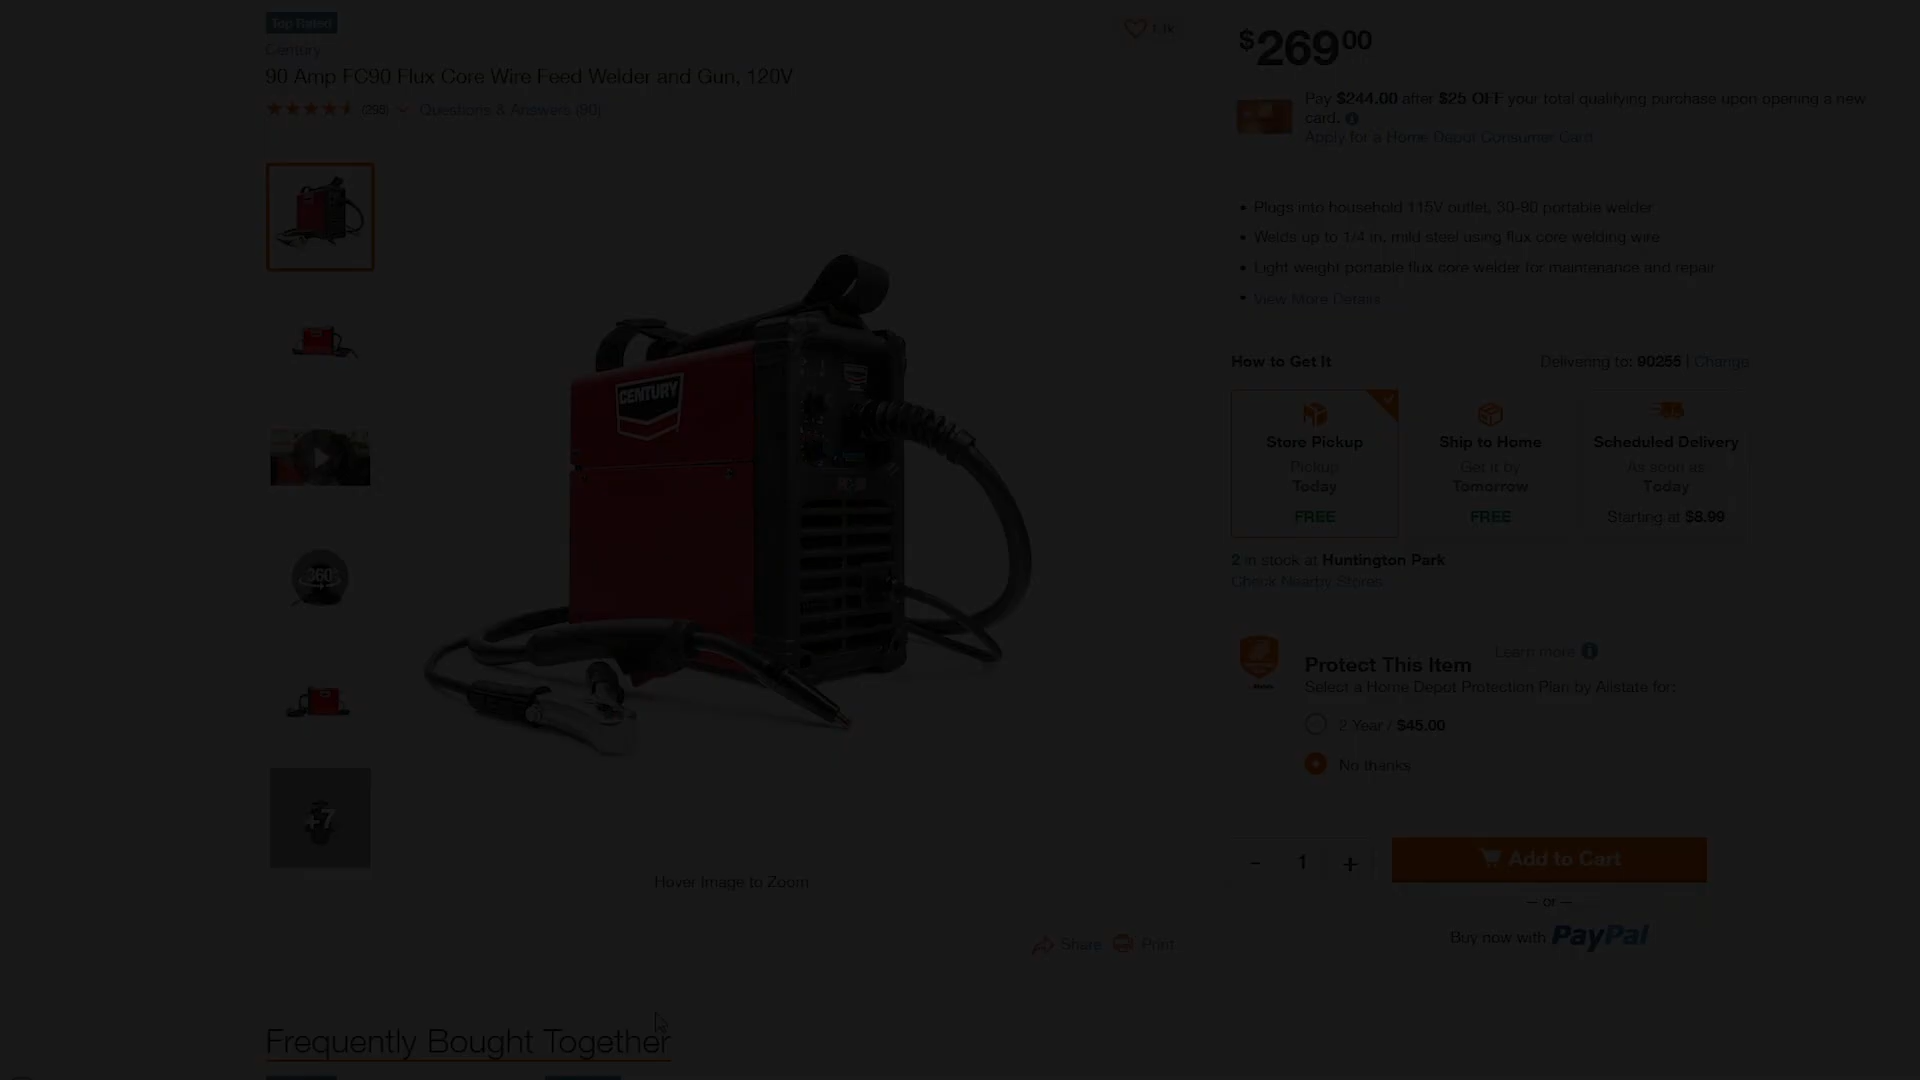 Top Rated
Century
90 Amp FC90 Flux Core Wire Feed Welder and Gun, 120V
(298)
Questions & Answers (90)
1.1k
$269 00
Pay $244.00 after $25 OFF your total qualifying purchase upon opening a new
card.
Apply for a Home Depot Consumer Card
• Plugs into household 115V outlet, 30-90 portable welder
• Welds up to 1/4 in. mild steel using flux core welding wire
• Light weight portable flux core welder for maintenance and repair
• View More Details
How to Get It
Delivering to: 90255 | Change
Store Pickup
Pickup
Today
FREE
Ship to Home
Get it by
Tomorrow
FREE
Scheduled Delivery
As soon as
Today
Starting at $8.99
2 in stock at Huntington Park
Check Nearby Stores
Protect This Item
Learn more
Select a Home Depot Protection Plan by Allstate for:
2 Year / $45.00
No thanks
- 1 +
Add to Cart
— or —
Buy now with PayPal
CENTURY
360°
+7
Hover Image to Zoom
Share
Print
Frequently Bought Together